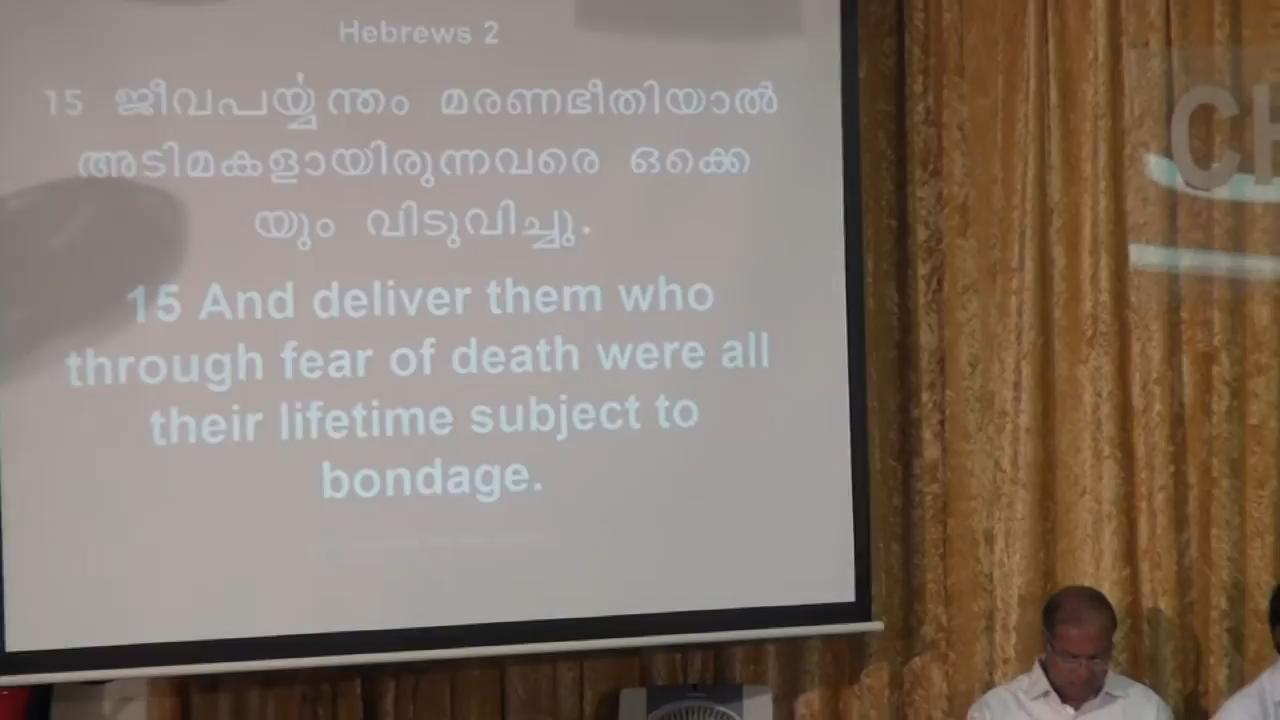 Hebrews 2
15 ജീവപര്യ്യന്തം മരണഭീതിയാൽ
അടിമകളായിരുന്നവരെ ഒക്കെ
യും വിടുവിച്ചു.
15 And deliver them who
through fear of death were all
their lifetime subject to
bondage.
CH